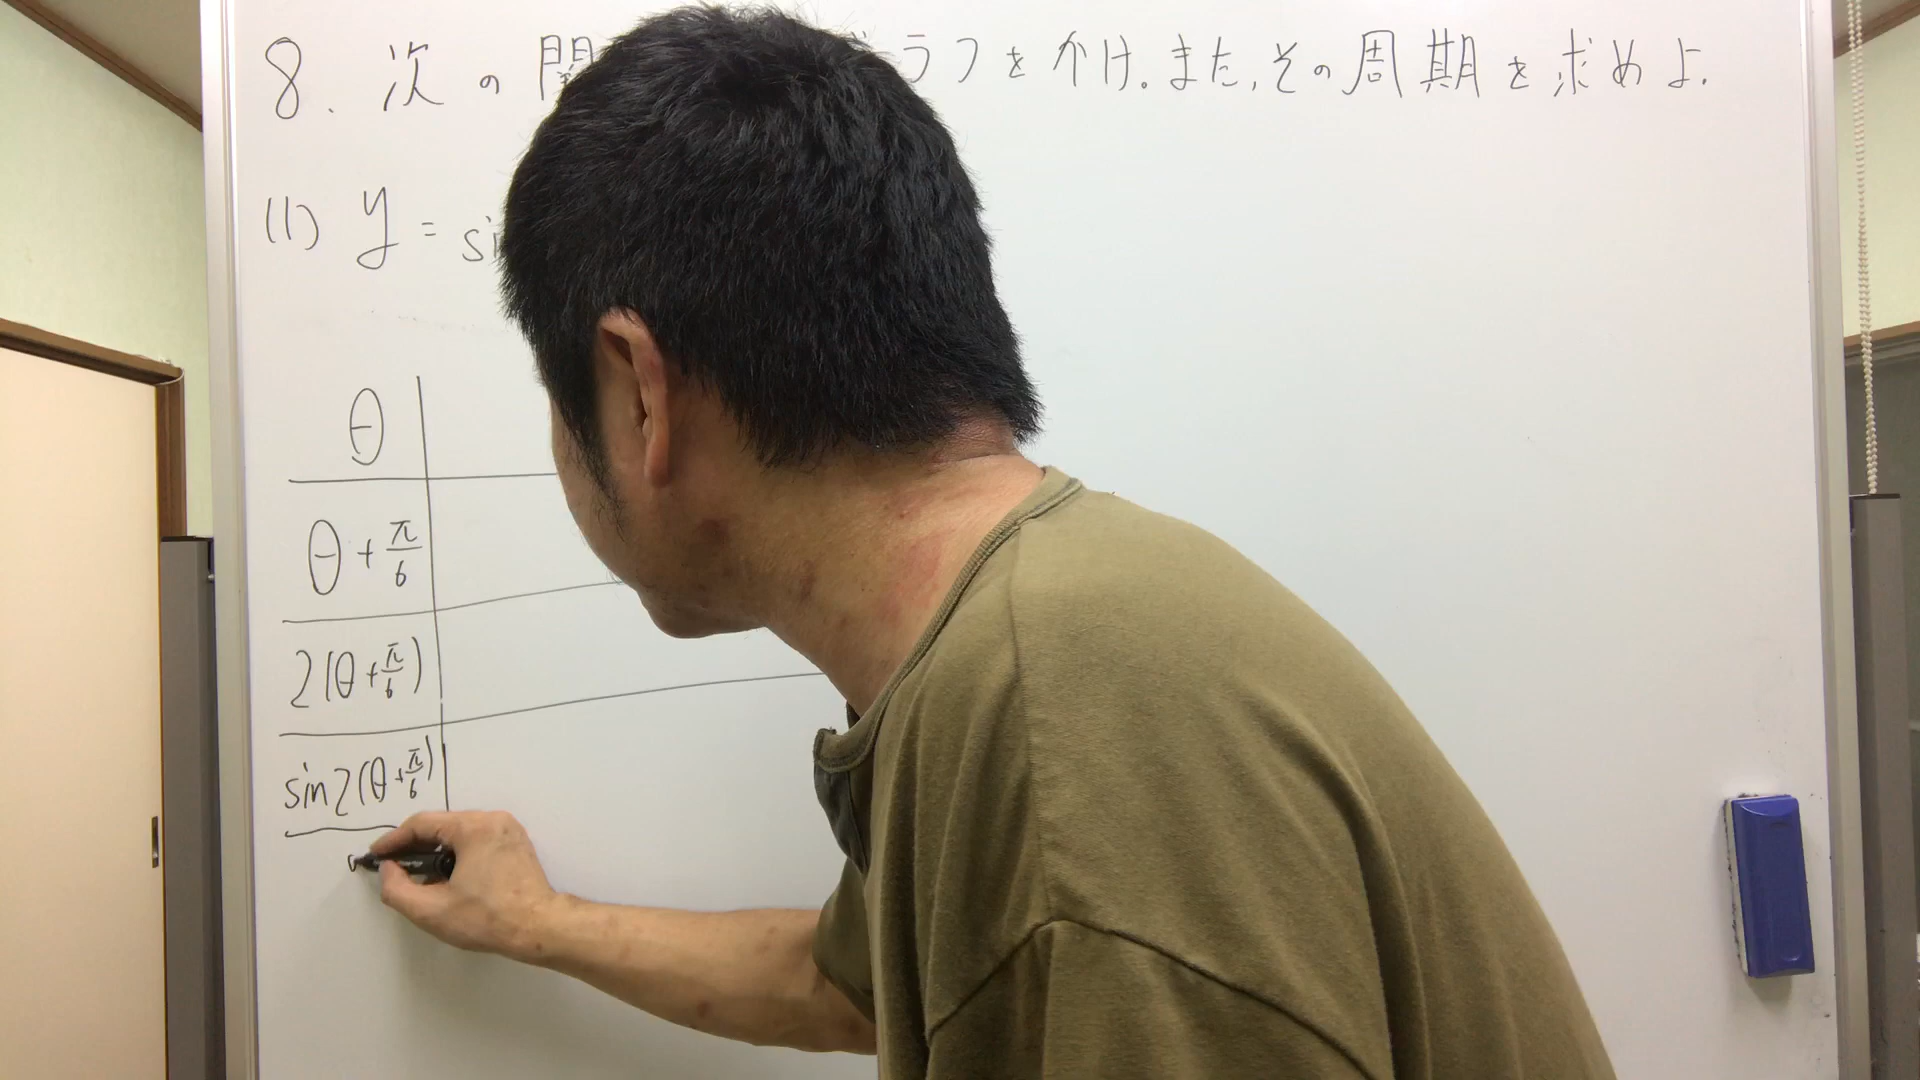 8. 次の関 ラフをかけ。また,その周期を求めよ.
(1) y = si
θ
θ + π/6
2(θ + π/6)
sin2(θ + π/6)